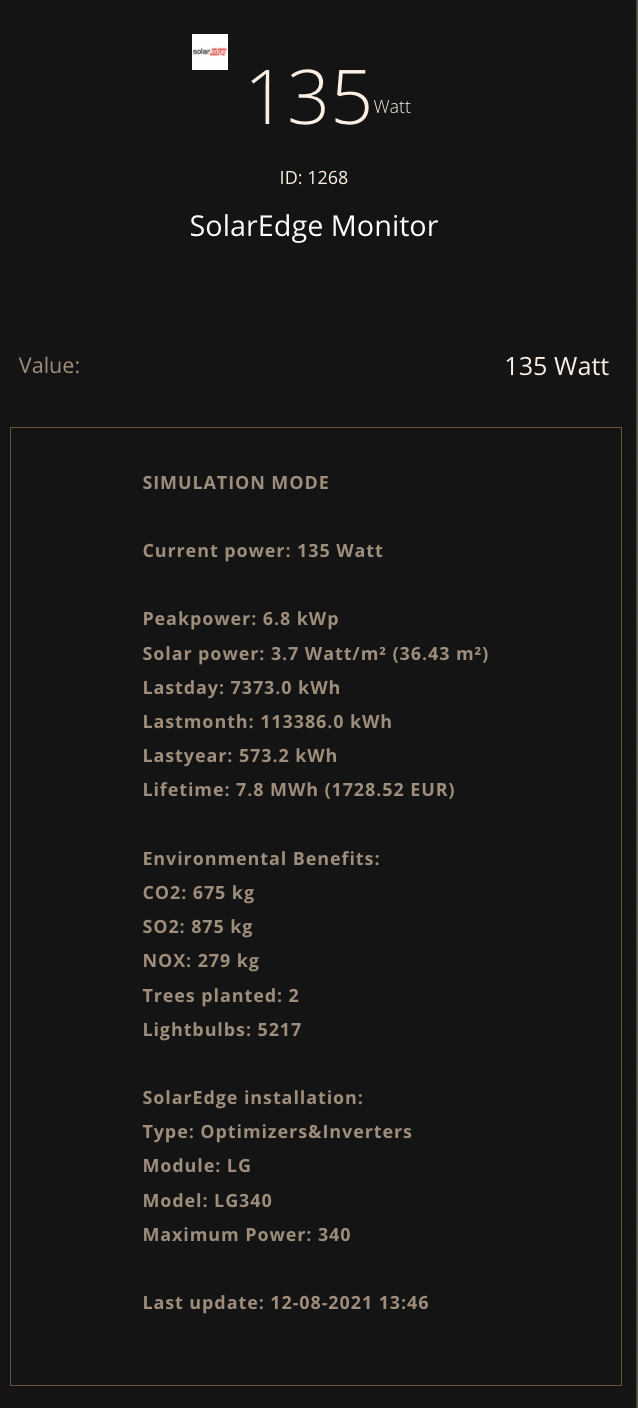 solaredge
135 Watt
ID: 1268
SolarEdge Monitor
Value: 135 Watt
SIMULATION MODE
Current power: 135 Watt
Peakpower: 6.8 kWp
Solar power: 3.7 Watt/m² (36.43 m²)
Lastday: 7373.0 kWh
Lastmonth: 113386.0 kWh
Lastyear: 573.2 kWh
Lifetime: 7.8 MWh (1728.52 EUR)
Environmental Benefits:
CO2: 675 kg
SO2: 875 kg
NOX: 279 kg
Trees planted: 2
Lightbulbs: 5217
SolarEdge installation:
Type: Optimizers&Inverters
Module: LG
Model: LG340
Maximum Power: 340
Last update: 12-08-2021 13:46